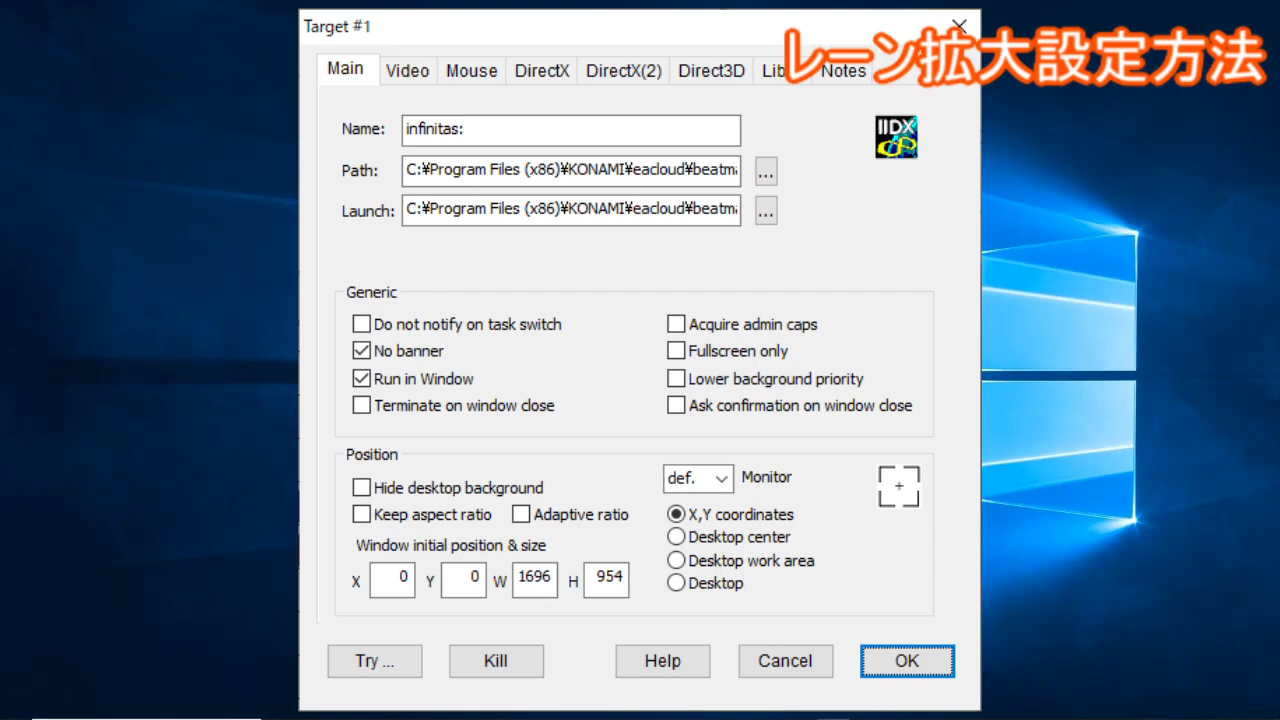 Target #1
レーン拡大設定方法
Main Video Mouse DirectX DirectX(2) Direct3D Notes
Name: infinitas:
IIDX
Path: C:¥Program Files (x86)¥KONAMI¥eacloud¥beatm ...
Launch: C:¥Program Files (x86)¥KONAMI¥eacloud¥beatm ...
Generic
Do not notify on task switch
Acquire admin caps
No banner
Fullscreen only
Run in Window
Lower background priority
Terminate on window close
Ask confirmation on window close
Position
Hide desktop background
def. Monitor
Keep aspect ratio Adaptive ratio
X,Y coordinates
Desktop center
Window initial position & size
Desktop work area
X 0 Y 0 W 1696 H 954
Desktop
Try ... Kill Help Cancel OK